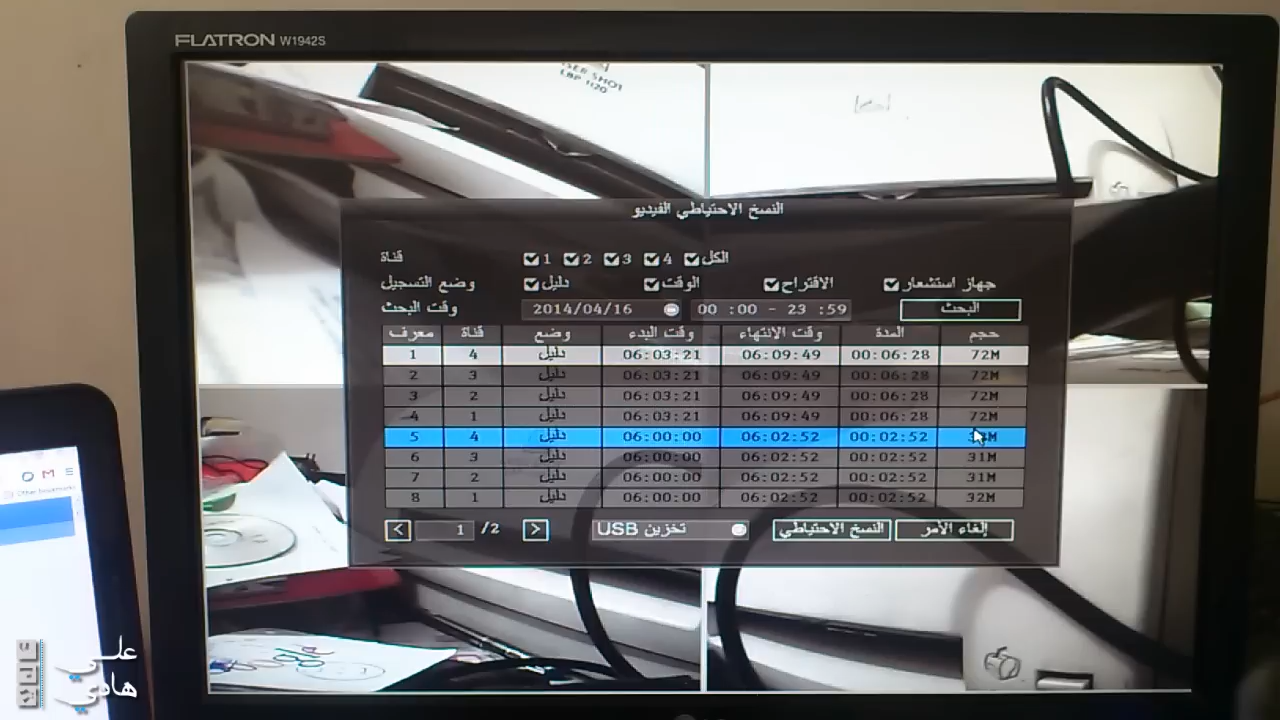 FLATRON W1942S
LBP 1120
النسخ الاحتياطي الفيديو
قناة 1 2 3 4 الكل
وضع التسجيل دليل الوقت الاقتراح جهاز استشعار
وقت البحث 2014/04/16 00 :00 - 23 :59 البحث
معرف قناة وضع وقت البدء وقت الانتهاء المدة حجم
1 4 دليل 06:03:21 06:09:49 00:06:28 72M
2 3 دليل 06:03:21 06:09:49 00:06:28 72M
3 2 دليل 06:03:21 06:09:49 00:06:28 72M
4 1 دليل 06:03:21 06:09:49 00:06:28 72M
5 4 دليل 06:00:00 06:02:52 00:02:52
6 3 دليل 06:00:00 06:02:52 00:02:52 31M
7 2 دليل 06:00:00 06:02:52 00:02:52 31M
8 1 دليل 06:00:00 06:02:52 00:02:52 32M
< 1 /2 > تخزين USB النسخ الاحتياطي إلغاء الأمر
Other bookmarks
علي
هادي